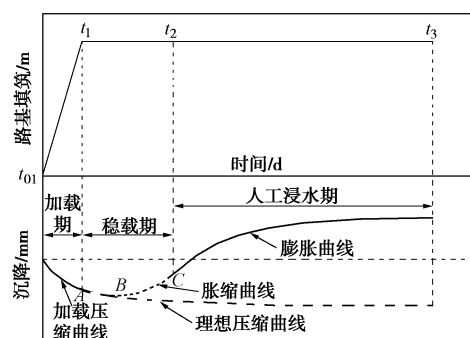 t1
t2
t3
路基填筑/m
t01
时间/d
加载
期
稳载期
人工浸水期
沉降/mm
膨胀曲线
A
B
C
胀缩曲线
加载压
缩曲线
理想压缩曲线